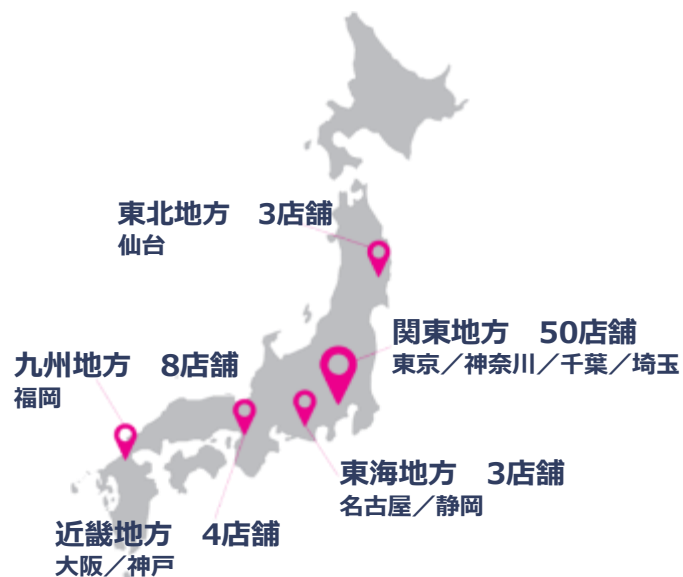 東北地方　3店舗
仙台
関東地方　50店舗
東京／神奈川／千葉／埼玉
九州地方　8店舗
福岡
東海地方　3店舗
名古屋／静岡
近畿地方　4店舗
大阪／神戸